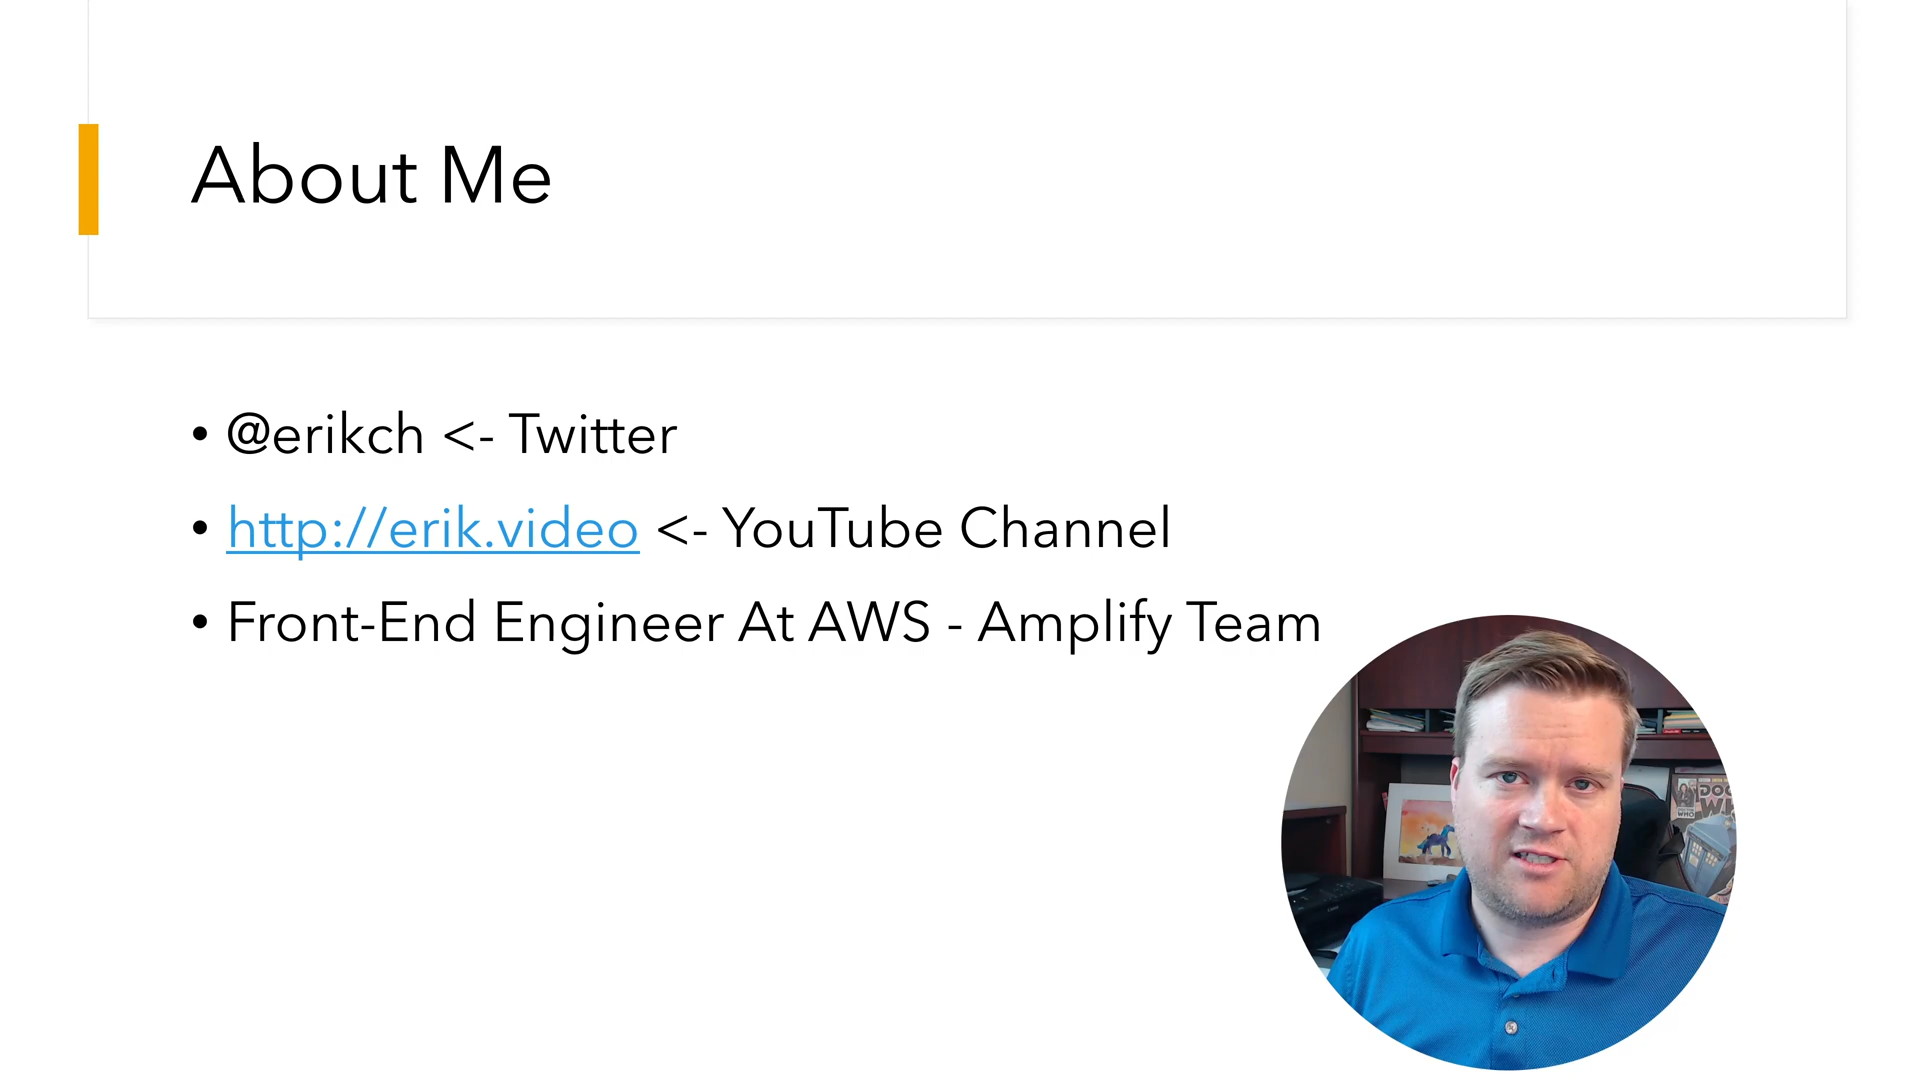 About Me
• @erikch <- Twitter
• http://erik.video <- YouTube Channel
• Front-End Engineer At AWS - Amplify Team